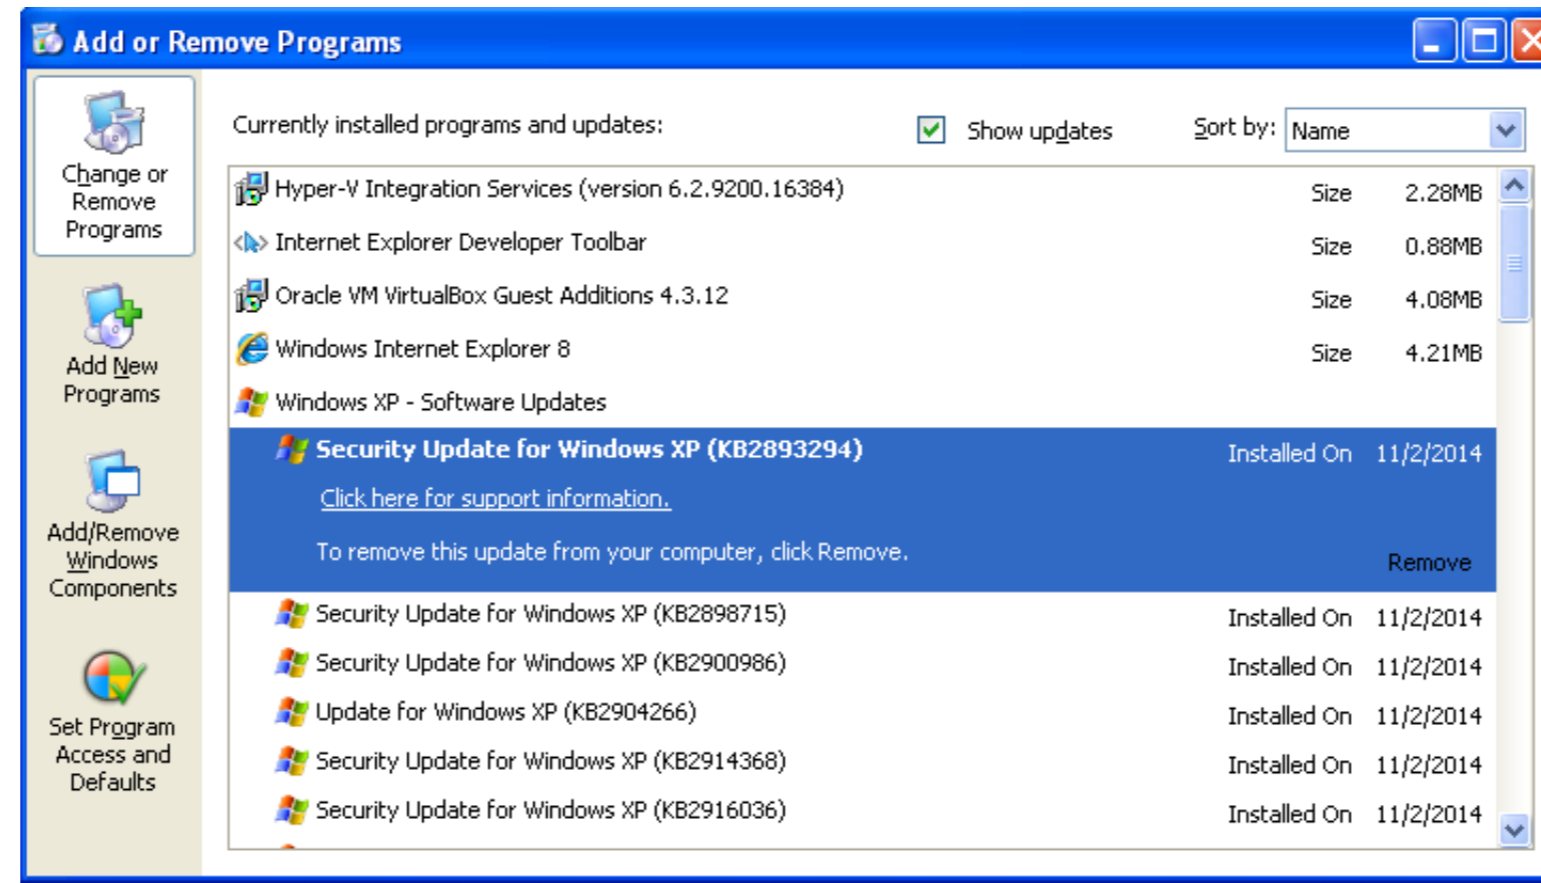 Add or Remove Programs
Change or
Remove
Programs
Add New
Programs
Add/Remove
Windows
Components
Set Program
Access and
Defaults
Currently installed programs and updates:
Show updates
Sort by: Name
Hyper-V Integration Services (version 6.2.9200.16384) Size 2.28MB
Internet Explorer Developer Toolbar Size 0.88MB
Oracle VM VirtualBox Guest Additions 4.3.12 Size 4.08MB
Windows Internet Explorer 8 Size 4.21MB
Windows XP - Software Updates
Security Update for Windows XP (KB2893294) Installed On 11/2/2014
Click here for support information.
To remove this update from your computer, click Remove.
Remove
Security Update for Windows XP (KB2898715) Installed On 11/2/2014
Security Update for Windows XP (KB2900986) Installed On 11/2/2014
Update for Windows XP (KB2904266) Installed On 11/2/2014
Security Update for Windows XP (KB2914368) Installed On 11/2/2014
Security Update for Windows XP (KB2916036) Installed On 11/2/2014